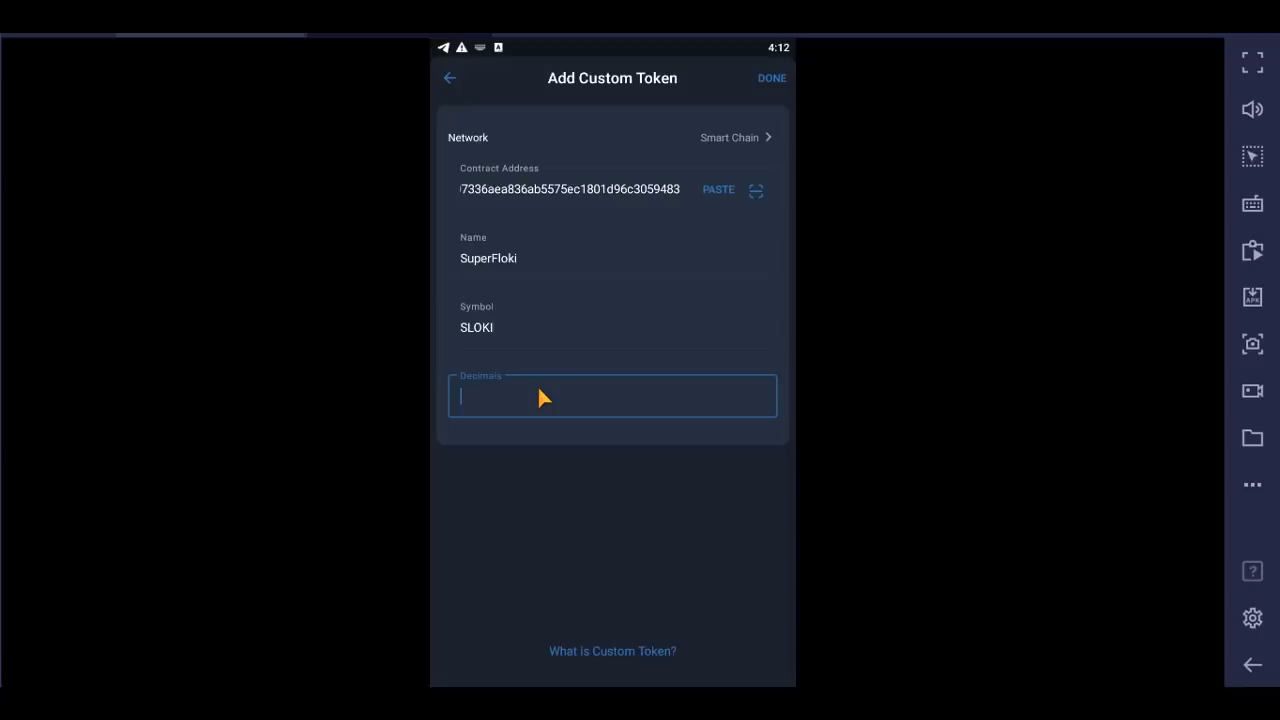 4:12
Add Custom Token
DONE
Network
Smart Chain
Contract Address
7336aea836ab5575ec1801d96c3059483
PASTE
Name
SuperFloki
Symbol
SLOKI
Decimals
What is Custom Token?
APK